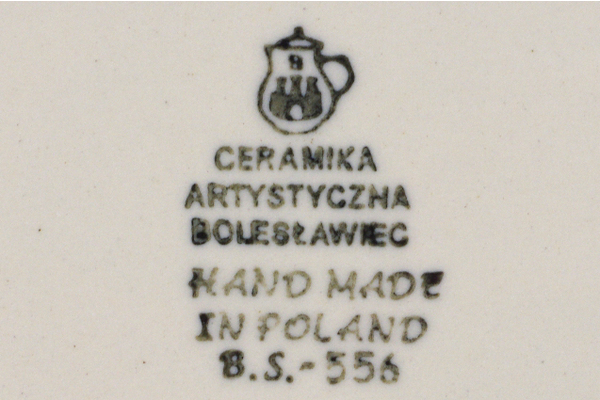 B
CERAMIKA
ARTYSTYCZNA
BOLESŁAWIEC
HAND MADE
IN POLAND
B.S.-556